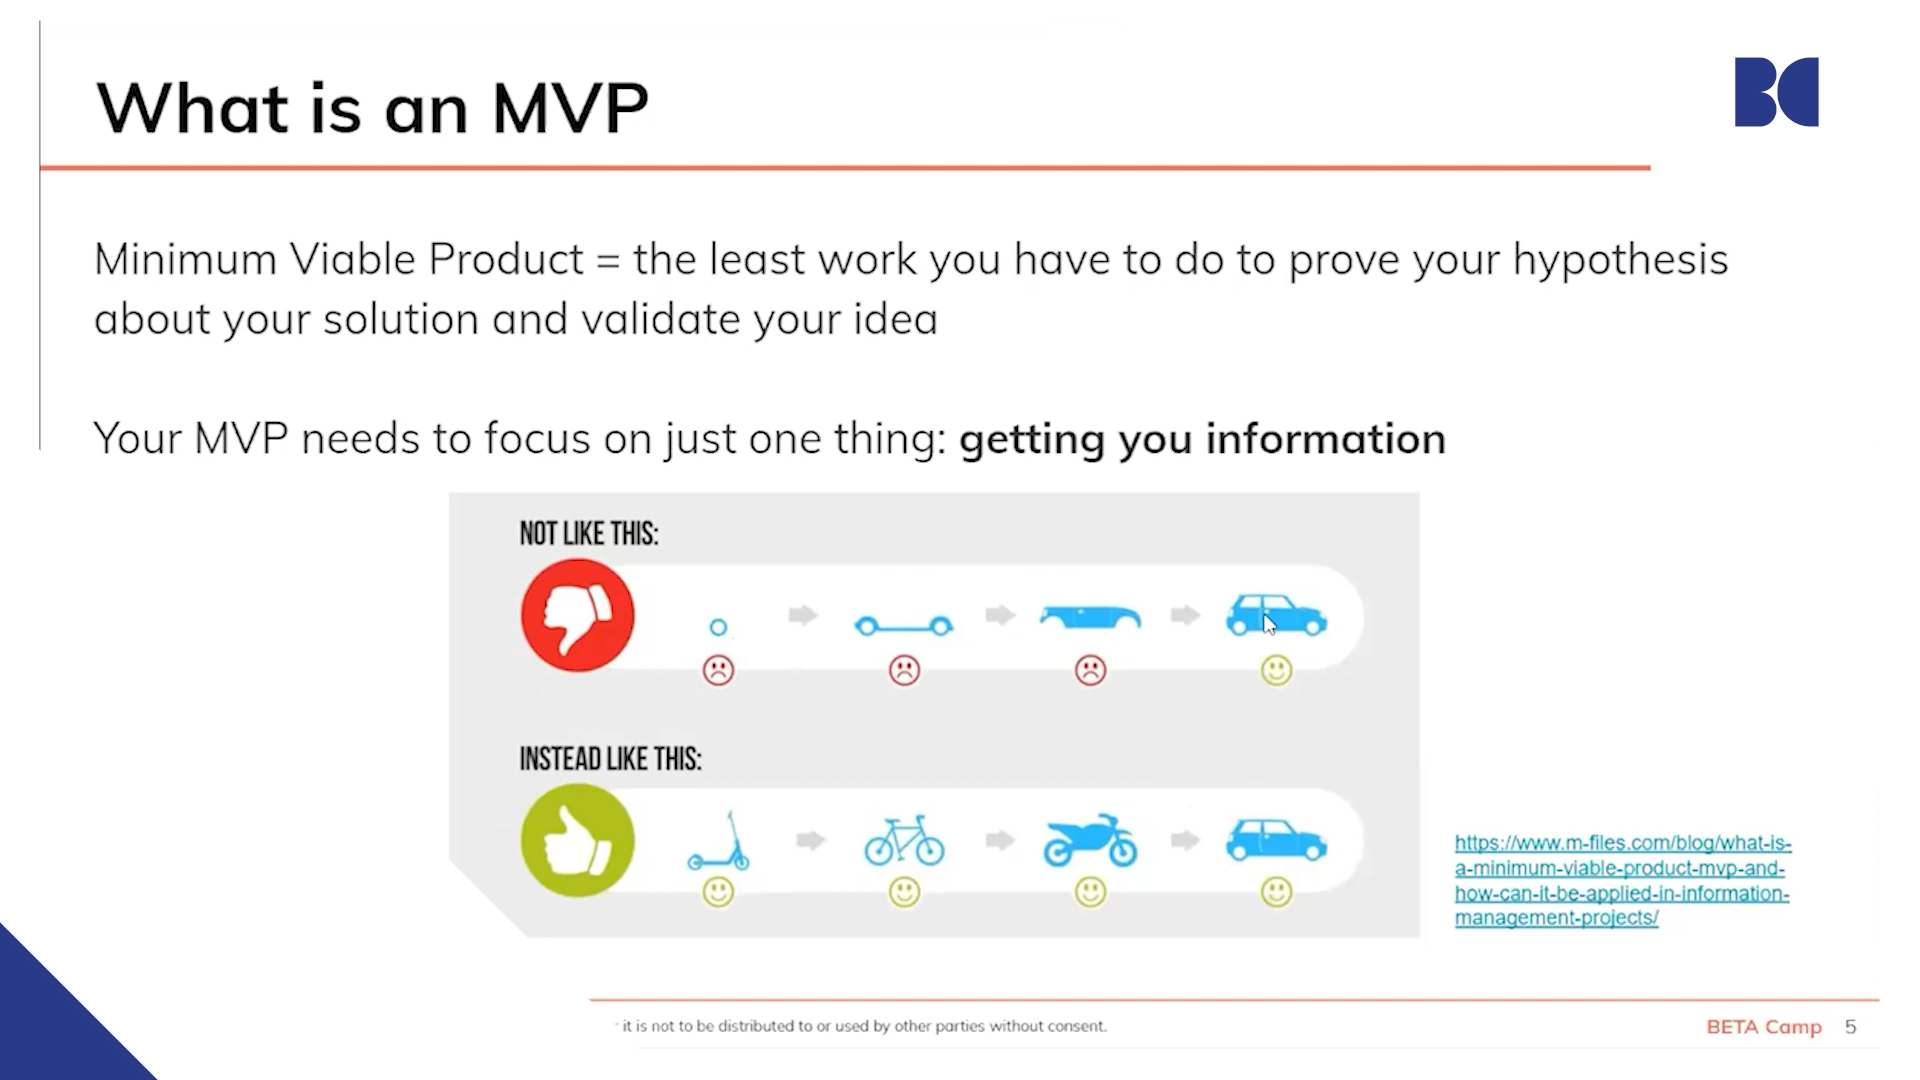 What is an MVP
Minimum Viable Product = the least work you have to do to prove your hypothesis
about your solution and validate your idea
Your MVP needs to focus on just one thing: getting you information
NOT LIKE THIS:
INSTEAD LIKE THIS:
https://www.m-files.com/blog/what-is-
a-minimum-viable-product-mvp-and-
how-can-it-be-applied-in-information-
management-projects/
it is not to be distributed to or used by other parties without consent.
BETA Camp 5